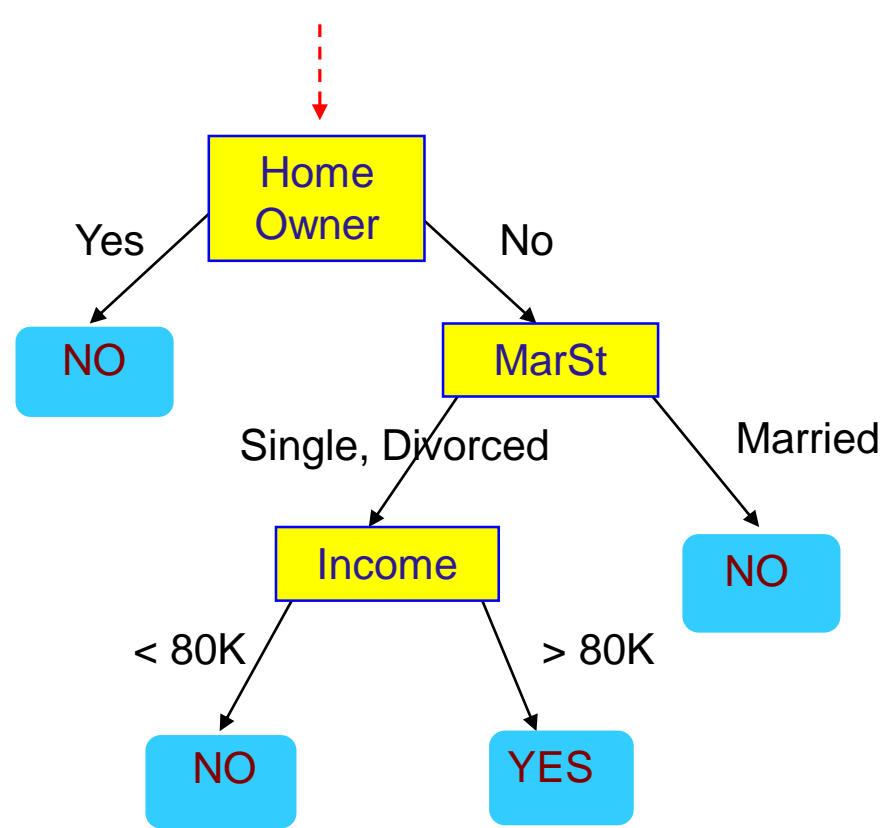 Home
Owner
Yes
No
NO
MarSt
Single, Divorced
Married
Income
NO
< 80K
> 80K
NO
YES